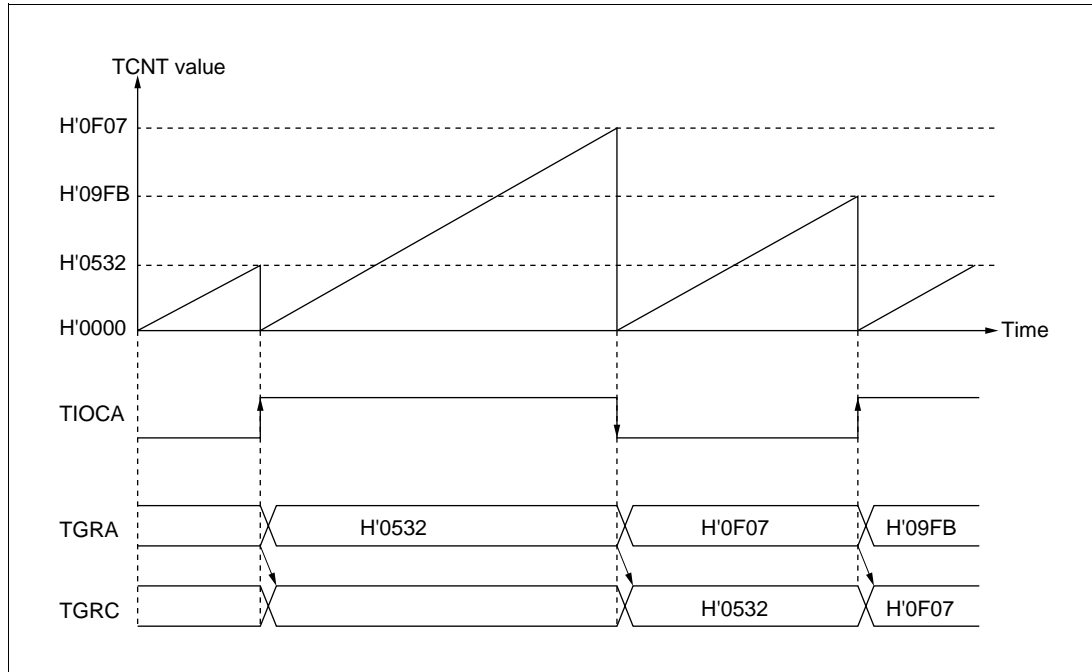 TCNT value
H'0F07
H'09FB
H'0532
H'0000
Time
TIOCA
TGRA
H'0532
H'0F07
H'09FB
TGRC
H'0532
H'0F07